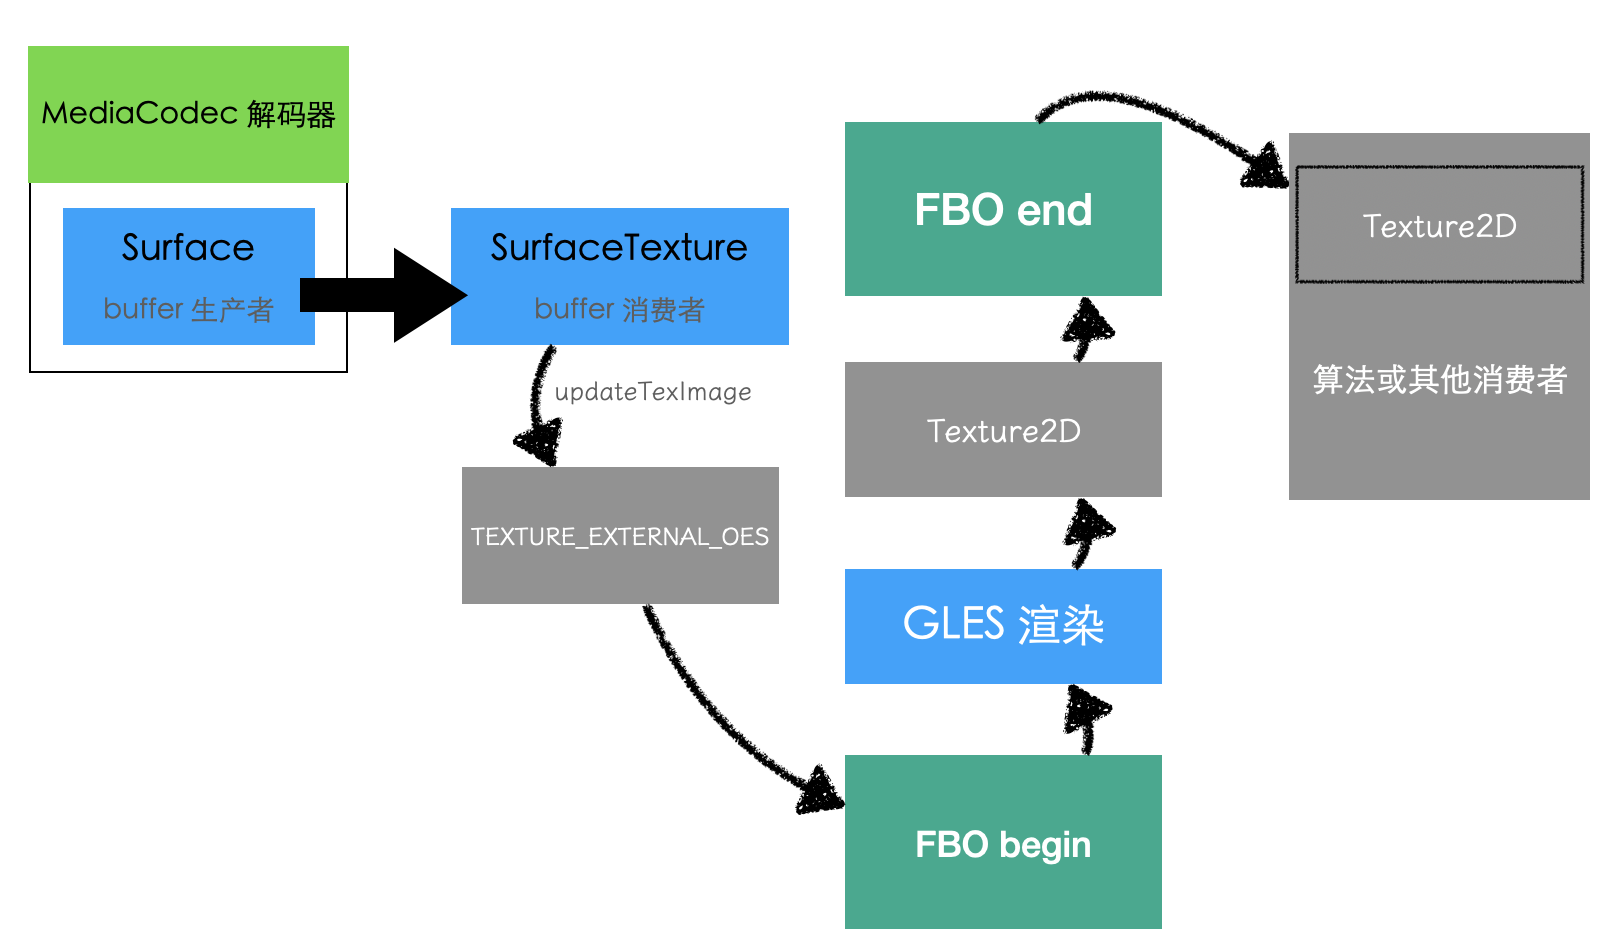 MediaCodec 解码器
Surface
buffer 生产者
SurfaceTexture
buffer 消费者
updateTexImage
TEXTURE_EXTERNAL_OES
FBO begin
GLES 渲染
Texture2D
FBO end
Texture2D
算法或其他消费者